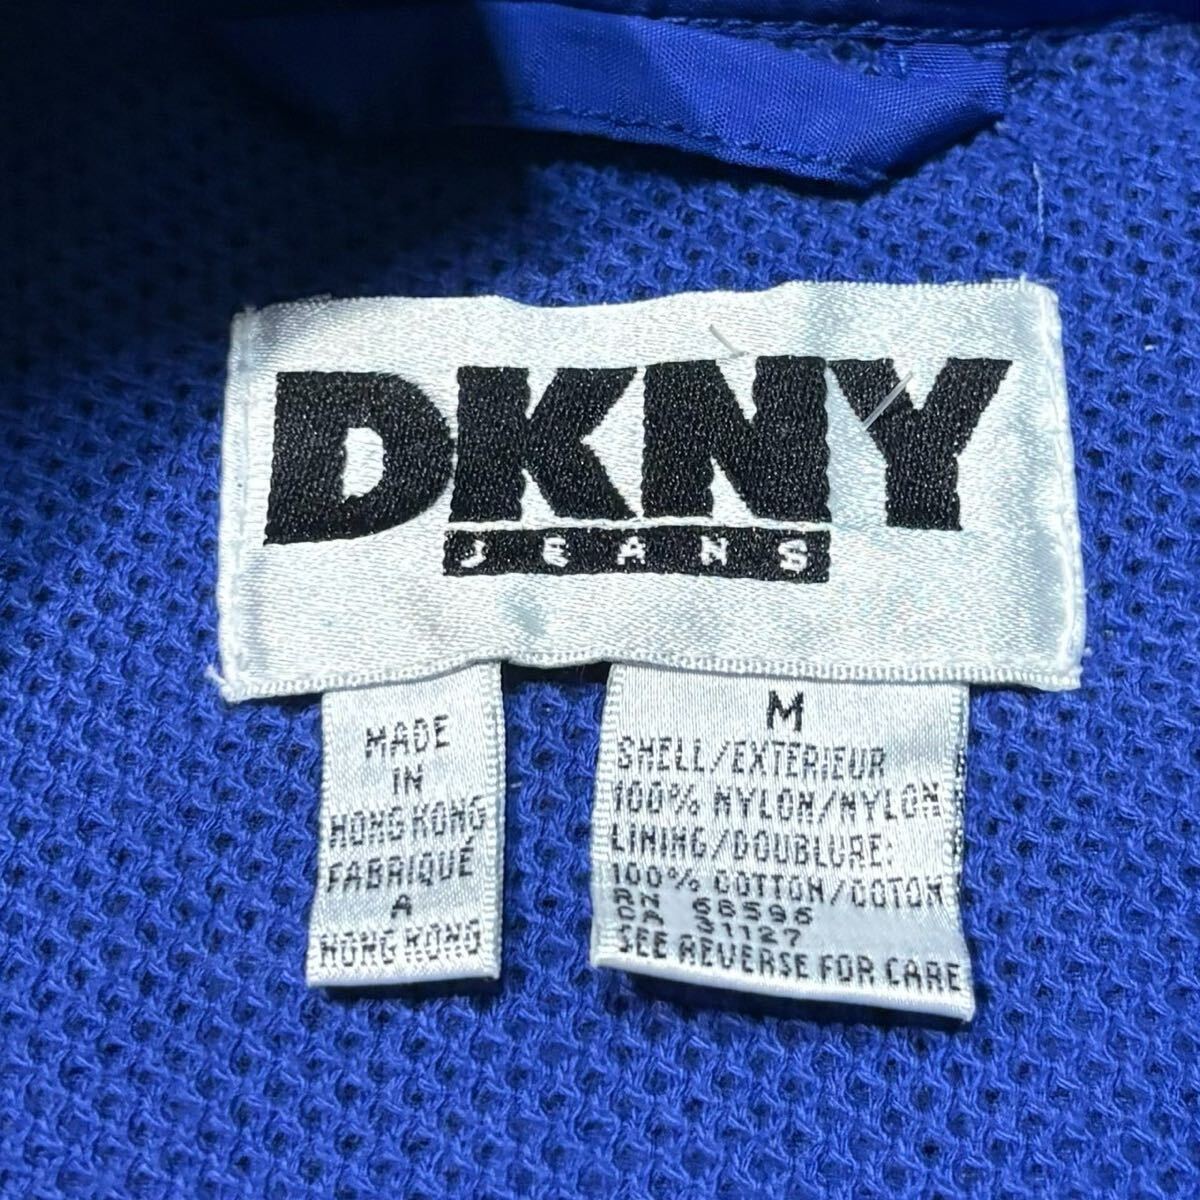 DKNY
JEANS
MADE
IN
HONG KONG
FABRIQUÉ
A
HONG KONG
M
SHELL/EXTERIEUR
100% NYLON/NYLON
LINING/DOUBLURE:
100% COTTON/COTON
RN 68596
CA 31127
SEE REVERSE FOR CARE